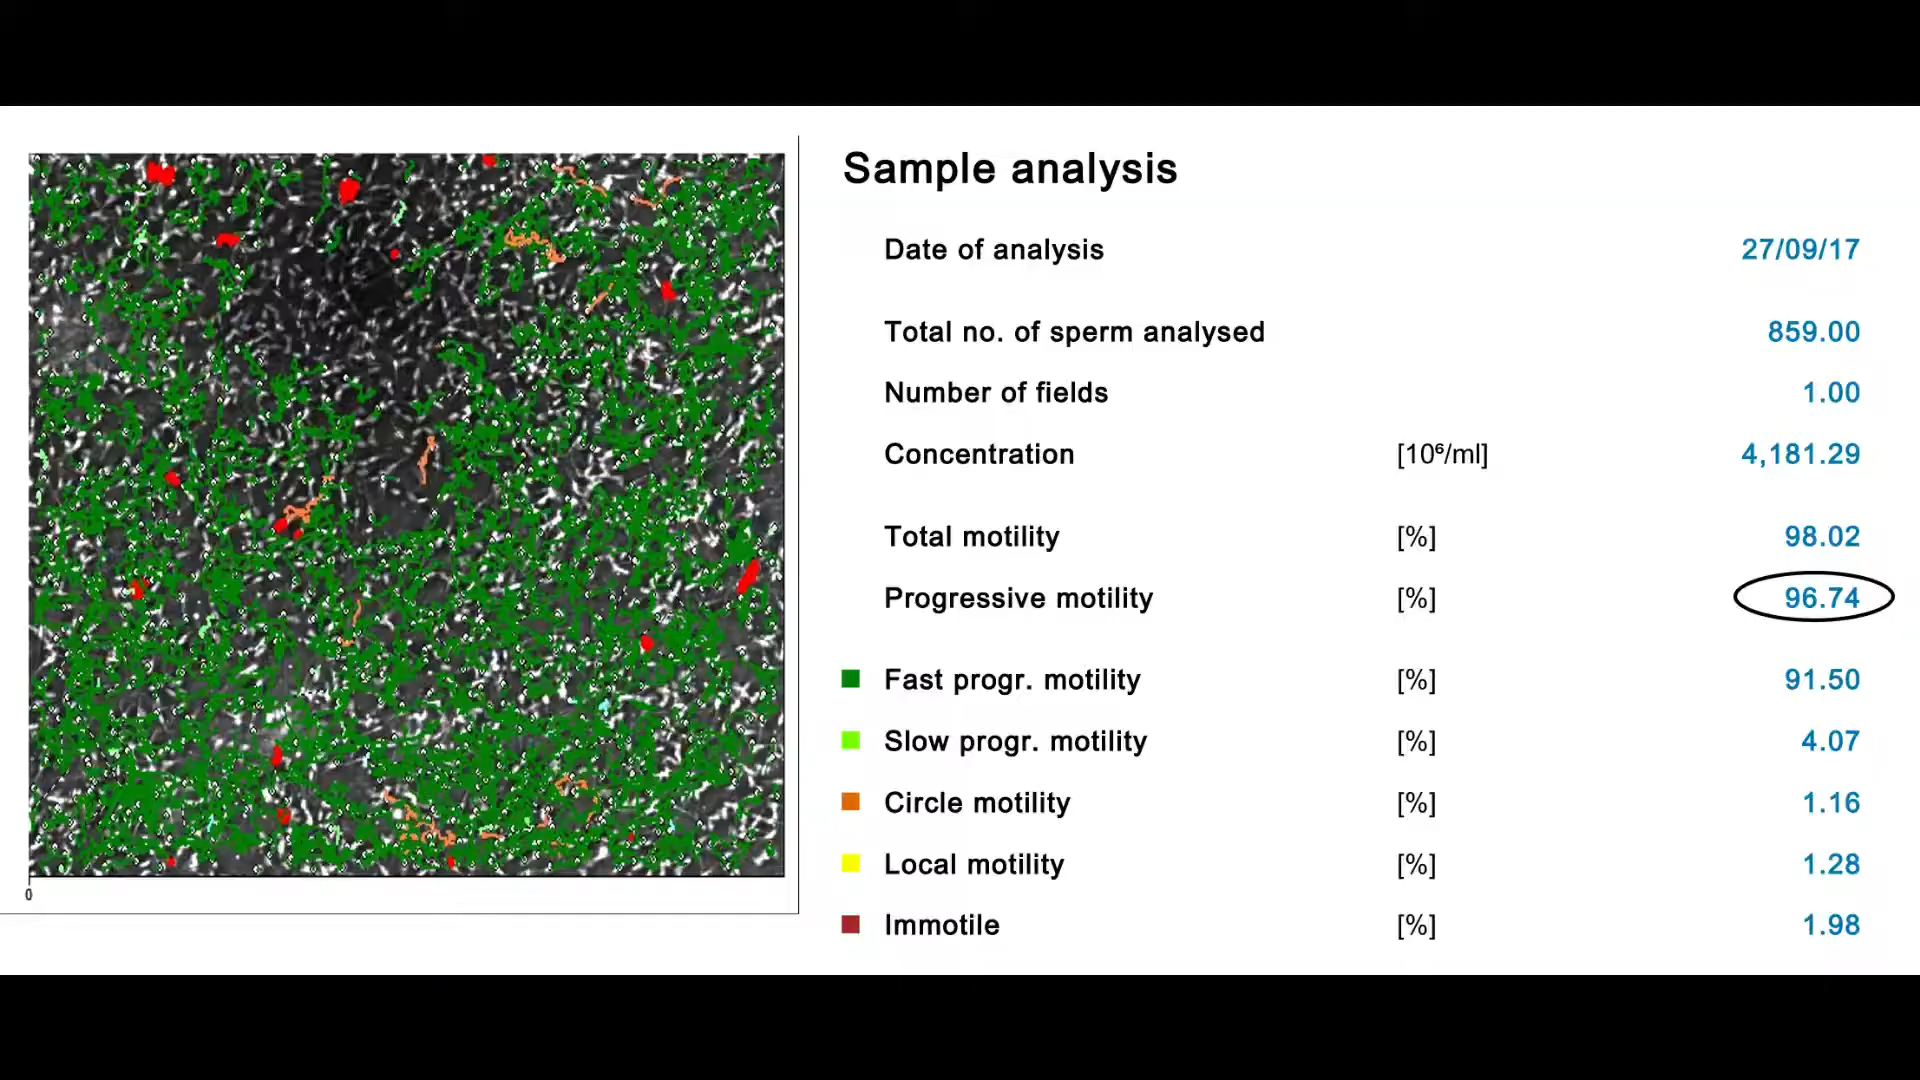 Sample analysis
Date of analysis 27/09/17
Total no. of sperm analysed 859.00
Number of fields 1.00
Concentration [10⁶/ml] 4,181.29
Total motility [%] 98.02
Progressive motility [%] 96.74
Fast progr. motility [%] 91.50
Slow progr. motility [%] 4.07
Circle motility [%] 1.16
Local motility [%] 1.28
Immotile [%] 1.98
0